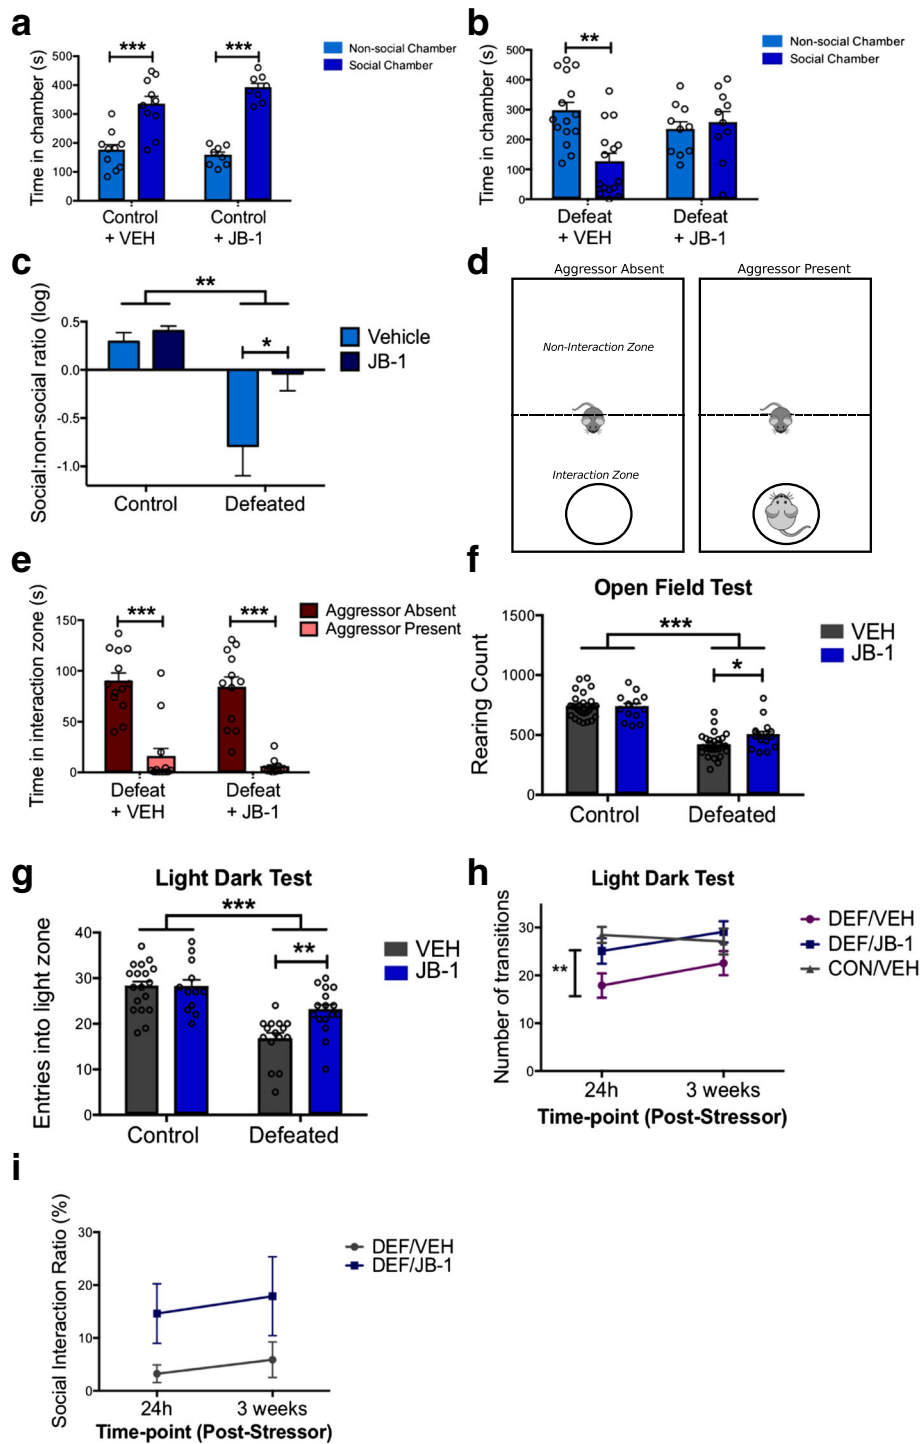 a
Time in chamber (s)
500
400
300
200
100
0
***
***
Control
+ VEH
Control
+ JB-1
Non-social Chamber
Social Chamber
b
Time in chamber (s)
500
400
300
200
100
0
**
Defeat
+ VEH
Defeat
+ JB-1
Non-social Chamber
Social Chamber
c
Social:non-social ratio (log)
0.5
0.0
-0.5
-1.0
**
*
Control
Defeated
Vehicle
JB-1
d
Aggressor Absent
Aggressor Present
Non-Interaction Zone
Interaction Zone
e
Time in interaction zone (s)
150
100
50
0
***
***
Defeat
+ VEH
Defeat
+ JB-1
Aggressor Absent
Aggressor Present
f
Open Field Test
Rearing Count
1500
1000
500
0
***
*
Control
Defeated
VEH
JB-1
g
Light Dark Test
Entries into light zone
40
30
20
10
0
***
**
Control
Defeated
VEH
JB-1
h
Light Dark Test
Number of transitions
30
20
10
0
**
24h
3 weeks
Time-point (Post-Stressor)
DEF/VEH
DEF/JB-1
CON/VEH
i
Social Interaction Ratio (%)
30
20
10
0
24h
3 weeks
Time-point (Post-Stressor)
DEF/VEH
DEF/JB-1